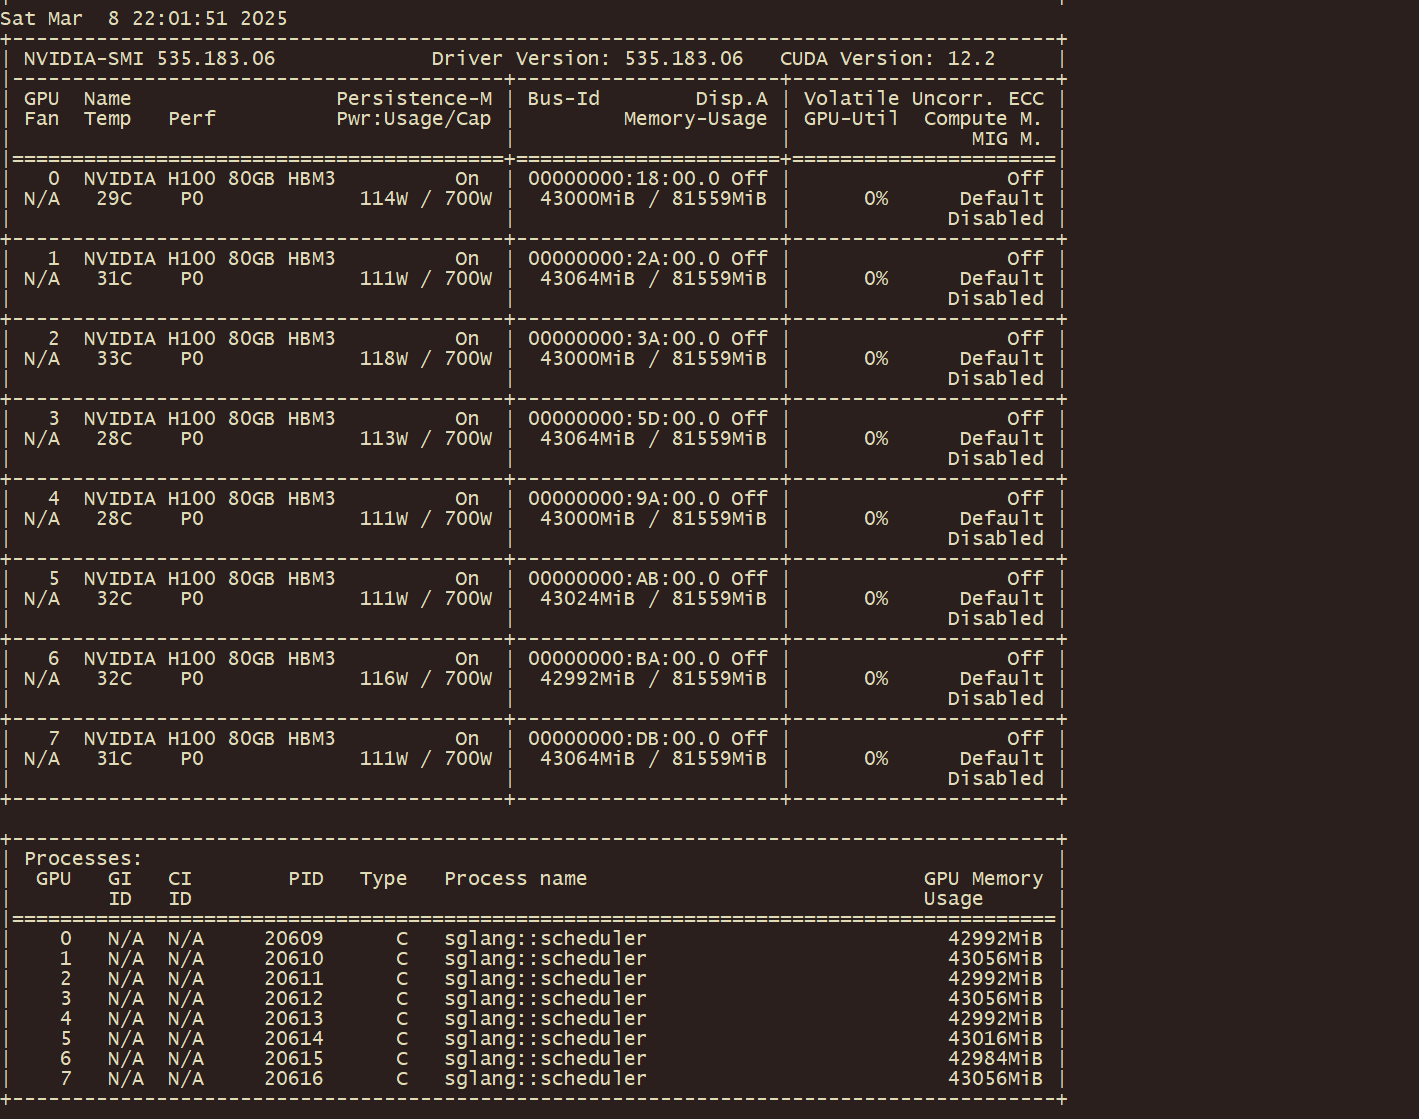 Sat Mar  8 22:01:51 2025
+---------------------------------------------------------------------------------------+
| NVIDIA-SMI 535.183.06             Driver Version: 535.183.06   CUDA Version: 12.2     |
|-----------------------------------------+----------------------+----------------------+
| GPU  Name                 Persistence-M | Bus-Id        Disp.A | Volatile Uncorr. ECC |
| Fan  Temp   Perf          Pwr:Usage/Cap |         Memory-Usage | GPU-Util  Compute M. |
|                                         |                      |               MIG M. |
|=========================================+======================+======================|
|   0  NVIDIA H100 80GB HBM3          On  | 00000000:18:00.0 Off |                  Off |
| N/A   29C    P0             114W / 700W |  43000MiB / 81559MiB |      0%      Default |
|                                         |                      |             Disabled |
+-----------------------------------------+----------------------+----------------------+
|   1  NVIDIA H100 80GB HBM3          On  | 00000000:2A:00.0 Off |                  Off |
| N/A   31C    P0             111W / 700W |  43064MiB / 81559MiB |      0%      Default |
|                                         |                      |             Disabled |
+-----------------------------------------+----------------------+----------------------+
|   2  NVIDIA H100 80GB HBM3          On  | 00000000:3A:00.0 Off |                  Off |
| N/A   33C    P0             118W / 700W |  43000MiB / 81559MiB |      0%      Default |
|                                         |                      |             Disabled |
+-----------------------------------------+----------------------+----------------------+
|   3  NVIDIA H100 80GB HBM3          On  | 00000000:5D:00.0 Off |                  Off |
| N/A   28C    P0             113W / 700W |  43064MiB / 81559MiB |      0%      Default |
|                                         |                      |             Disabled |
+-----------------------------------------+----------------------+----------------------+
|   4  NVIDIA H100 80GB HBM3          On  | 00000000:9A:00.0 Off |                  Off |
| N/A   28C    P0             111W / 700W |  43000MiB / 81559MiB |      0%      Default |
|                                         |                      |             Disabled |
+-----------------------------------------+----------------------+----------------------+
|   5  NVIDIA H100 80GB HBM3          On  | 00000000:AB:00.0 Off |                  Off |
| N/A   32C    P0             111W / 700W |  43024MiB / 81559MiB |      0%      Default |
|                                         |                      |             Disabled |
+-----------------------------------------+----------------------+----------------------+
|   6  NVIDIA H100 80GB HBM3          On  | 00000000:BA:00.0 Off |                  Off |
| N/A   32C    P0             116W / 700W |  42992MiB / 81559MiB |      0%      Default |
|                                         |                      |             Disabled |
+-----------------------------------------+----------------------+----------------------+
|   7  NVIDIA H100 80GB HBM3          On  | 00000000:DB:00.0 Off |                  Off |
| N/A   31C    P0             111W / 700W |  43064MiB / 81559MiB |      0%      Default |
|                                         |                      |             Disabled |
+-----------------------------------------+----------------------+----------------------+

+---------------------------------------------------------------------------------------+
| Processes:                                                                            |
|  GPU   GI   CI        PID   Type   Process name                            GPU Memory |
|        ID   ID                                                             Usage      |
|=======================================================================================|
|    0   N/A  N/A     20609      C   sglang::scheduler                         42992MiB |
|    1   N/A  N/A     20610      C   sglang::scheduler                         43056MiB |
|    2   N/A  N/A     20611      C   sglang::scheduler                         42992MiB |
|    3   N/A  N/A     20612      C   sglang::scheduler                         43056MiB |
|    4   N/A  N/A     20613      C   sglang::scheduler                         42992MiB |
|    5   N/A  N/A     20614      C   sglang::scheduler                         43016MiB |
|    6   N/A  N/A     20615      C   sglang::scheduler                         42984MiB |
|    7   N/A  N/A     20616      C   sglang::scheduler                         43056MiB |
+---------------------------------------------------------------------------------------+